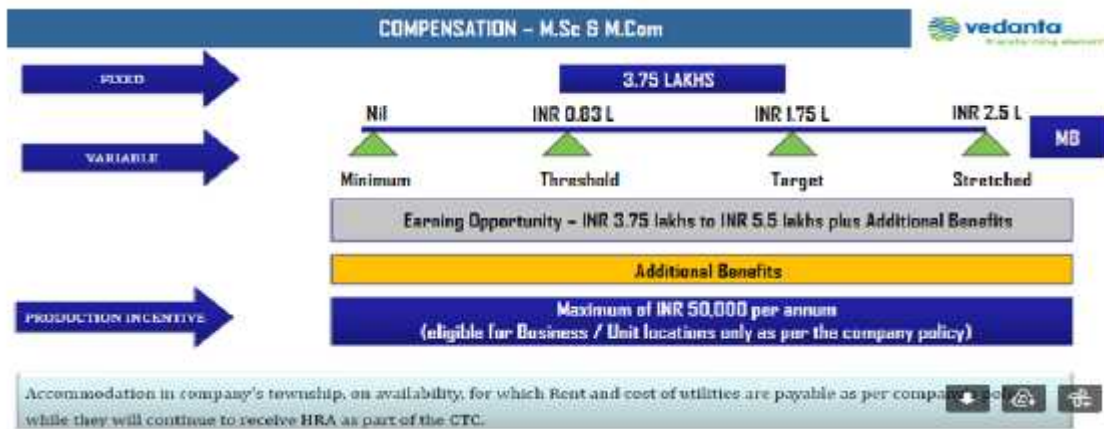 COMPENSATION – M.Sc & M.Com
vedanta
FIXED
3.75 LAKHS
Nil
INR 0.83 L
INR 1.75 L
INR 2.5 L
VARIABLE
MB
Minimum
Threshold
Target
Stretched
Earning Opportunity – INR 3.75 lakhs to INR 5.5 lakhs plus Additional Benefits
Additional Benefits
PRODUCTION INCENTIVE
Maximum of INR 50,000 per annum
(eligible for Business / Unit locations only as per the company policy)
Accommodation in company's township, on availability, for which Rent and cost of utilities are payable as per
while they will continue to receive HRA as part of the CTC.